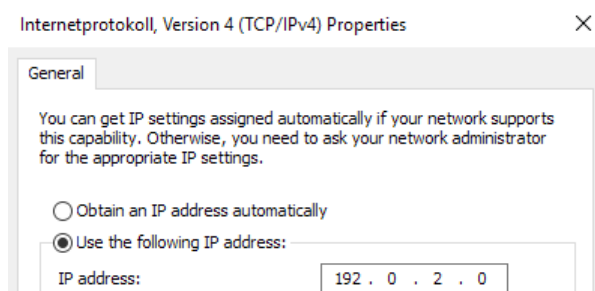 Internetprotokoll, Version 4 (TCP/IPv4) Properties
General
You can get IP settings assigned automatically if your network supports
this capability. Otherwise, you need to ask your network administrator
for the appropriate IP settings.
Obtain an IP address automatically
Use the following IP address:
IP address: 192 . 0 . 2 . 0